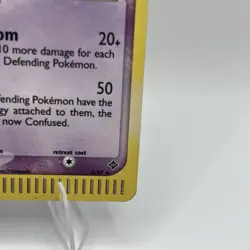 om 20+
10 more damage for each
Defending Pokémon.
50
fending Pokémon have the
gy attached to them, the
now Confused.
retreat cost